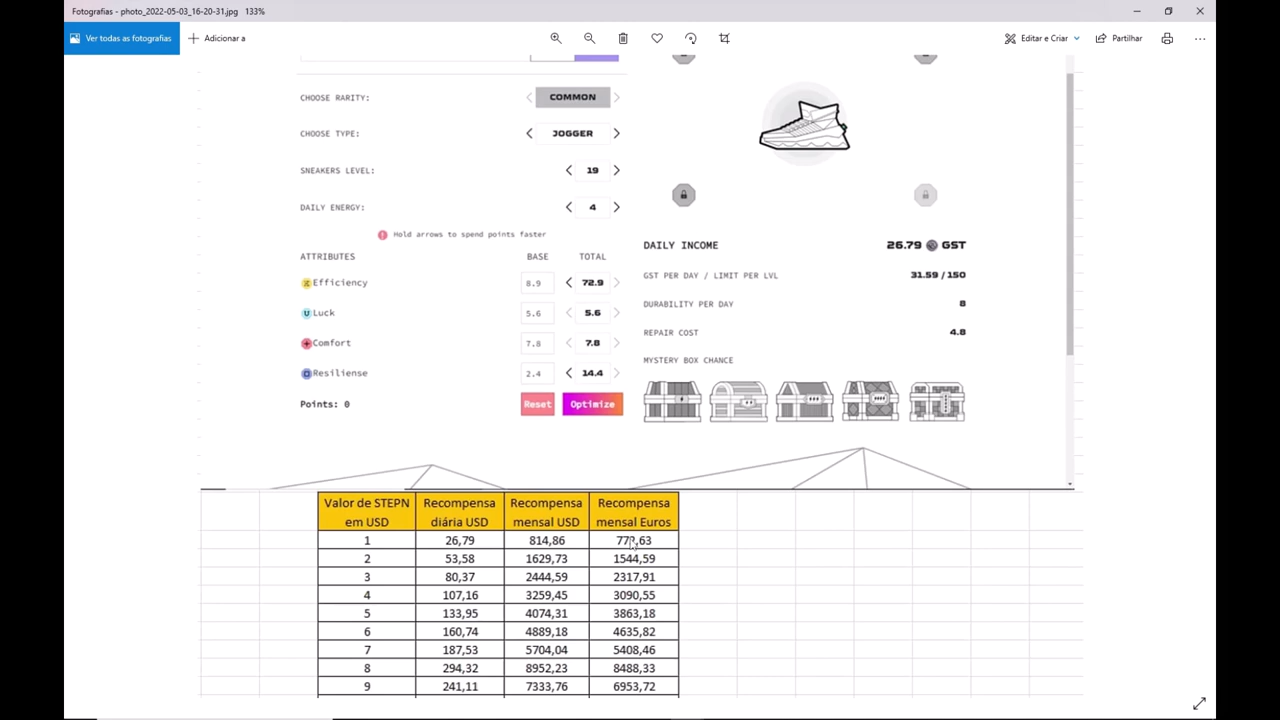 Fotografias - photo_2022-05-03_16-20-31.jpg 133%
Ver todas as fotografias
Adicionar a
Editar e Criar
Partilhar
CHOOSE RARITY: COMMON
CHOOSE TYPE: JOGGER
SNEAKERS LEVEL: 19
DAILY ENERGY: 4
Hold arrows to spend points faster
ATTRIBUTES BASE TOTAL
Efficiency 8.9 72.9
Luck 5.6 5.6
Comfort 7.8 7.8
Resiliense 2.4 14.4
Points: 0 Reset Optimize
DAILY INCOME 26.79 GST
GST PER DAY / LIMIT PER LVL 31.59 / 150
DURABILITY PER DAY 8
REPAIR COST 4.8
MYSTERY BOX CHANCE
Valor de STEPN Recompensa Recompensa Recompensa
em USD diária USD mensal USD mensal Euros
1 26,79 814,86
2 53,58 1629,73 1544,59
3 80,37 2444,59 2317,91
4 107,16 3259,45 3090,55
5 133,95 4074,31 3863,18
6 160,74 4889,18 4635,82
7 187,53 5704,04 5408,46
8 294,32 8952,23 8488,33
9 241,11 7333,76 6953,72